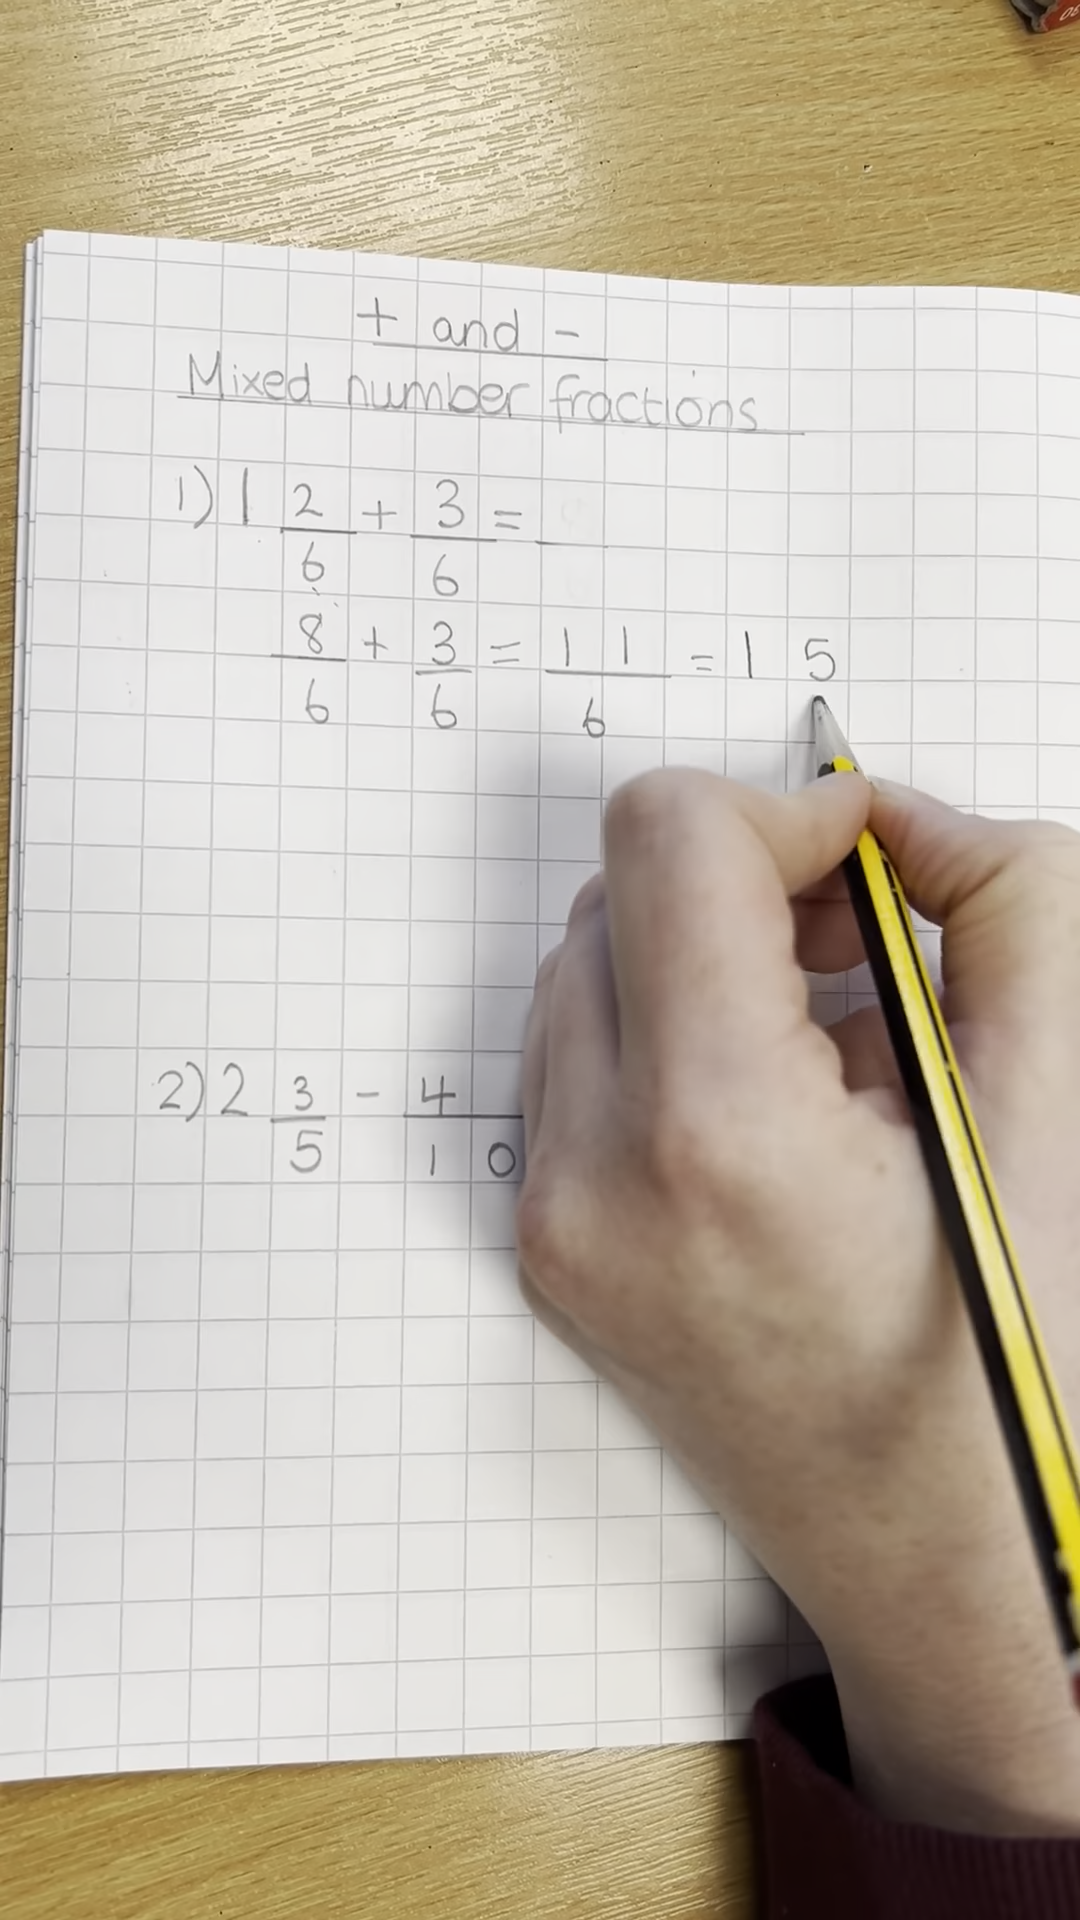 + and -
Mixed number fractions
1) 1 2/6 + 3/6 =
8/6 + 3/6 = 11/6 = 1 5
2) 2 3/5 - 4/10